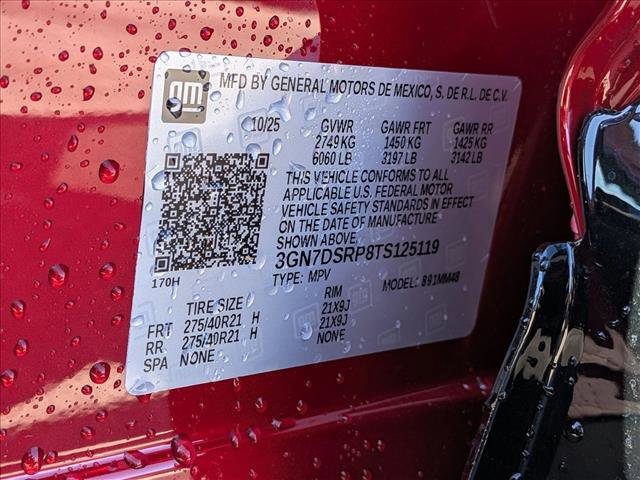 gm
MFD BY GENERAL MOTORS DE MEXICO, S. DE R.L. DE C.V.
10/25 GVWR GAWR FRT GAWR RR
2749 KG 1450 KG 1425 KG
6060 LB 3197 LB 3142 LB
THIS VEHICLE CONFORMS TO ALL
APPLICABLE U.S. FEDERAL MOTOR
VEHICLE SAFETY STANDARDS IN EFFECT
ON THE DATE OF MANUFACTURE
SHOWN ABOVE.
3GN7DSRP8TS125119
170H TYPE: MPV MODEL: 891MM48
TIRE SIZE RIM
FRT 275/40R21 H 21X9J
RR 275/40R21 H 21X9J
SPA NONE NONE